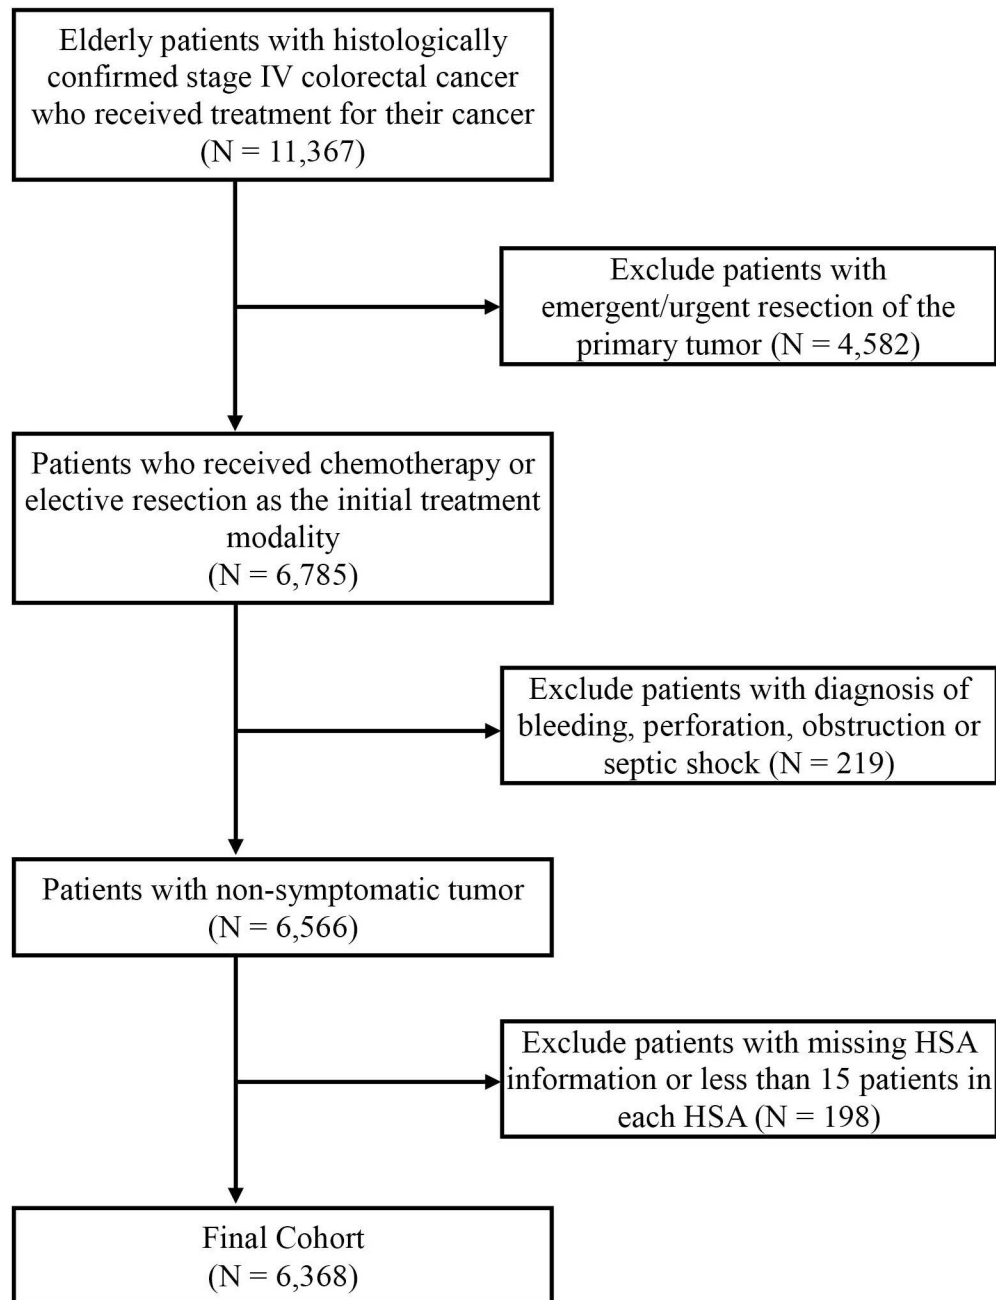 Elderly patients with histologically
confirmed stage IV colorectal cancer
who received treatment for their cancer
(N = 11,367)
Exclude patients with
emergent/urgent resection of the
primary tumor (N = 4,582)
Patients who received chemotherapy or
elective resection as the initial treatment
modality
(N = 6,785)
Exclude patients with diagnosis of
bleeding, perforation, obstruction or
septic shock (N = 219)
Patients with non-symptomatic tumor
(N = 6,566)
Exclude patients with missing HSA
information or less than 15 patients in
each HSA (N = 198)
Final Cohort
(N = 6,368)